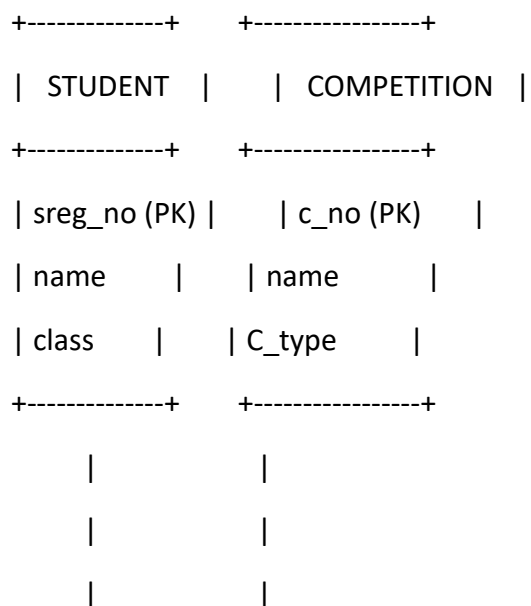 +--------------+ +-----------------+
| STUDENT | | COMPETITION |
+--------------+ +-----------------+
| sreg_no (PK) | | c_no (PK) |
| name | | name |
| class | | C_type |
+--------------+ +-----------------+
| |
| |
| |